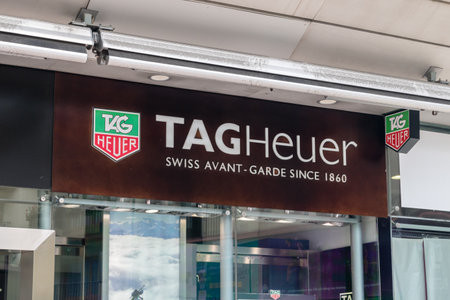 TAG
HEUER
TAGHeuer
SWISS AVANT-GARDE SINCE 1860
TAG
HEUER